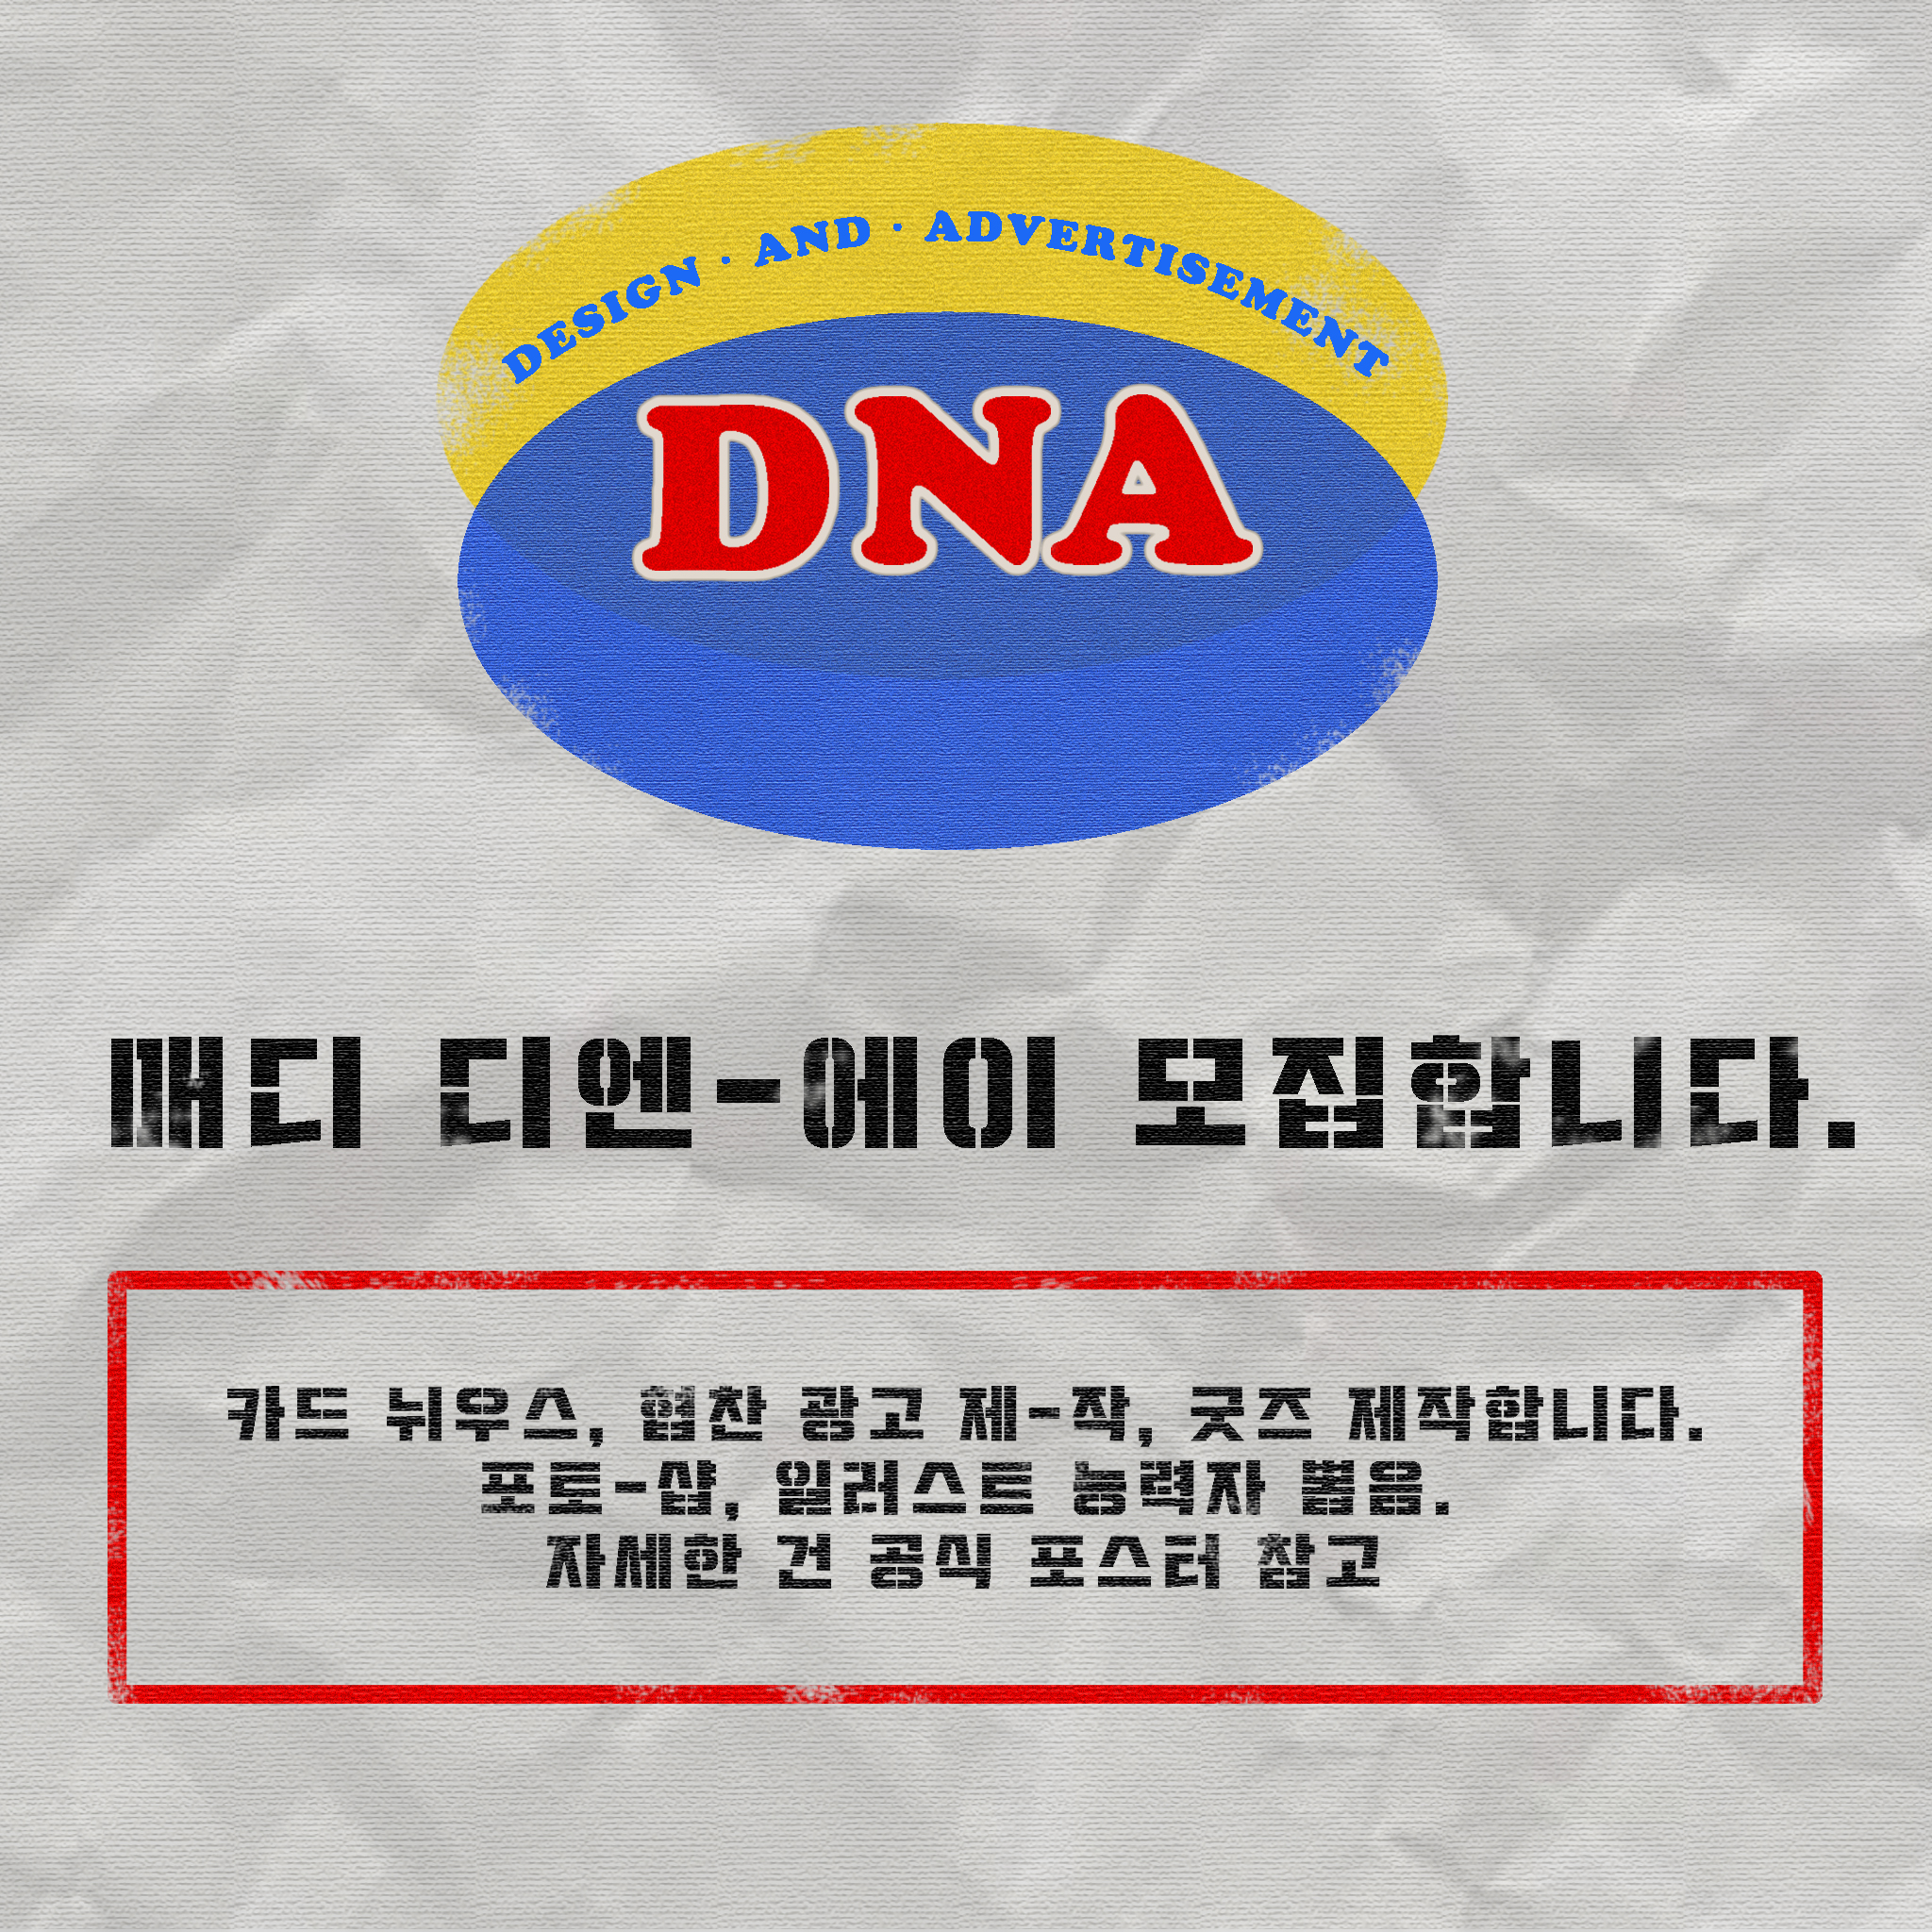 DESIGN · AND · ADVERTISEMENT
DNA
매디 디엔-에이 모집합니다.
카드 뉘우스, 협찬 광고 제-작, 굿즈 제작합니다.
포토-샵, 일러스트 능력자 뽑음.
자세한 건 공식 포스터 참고